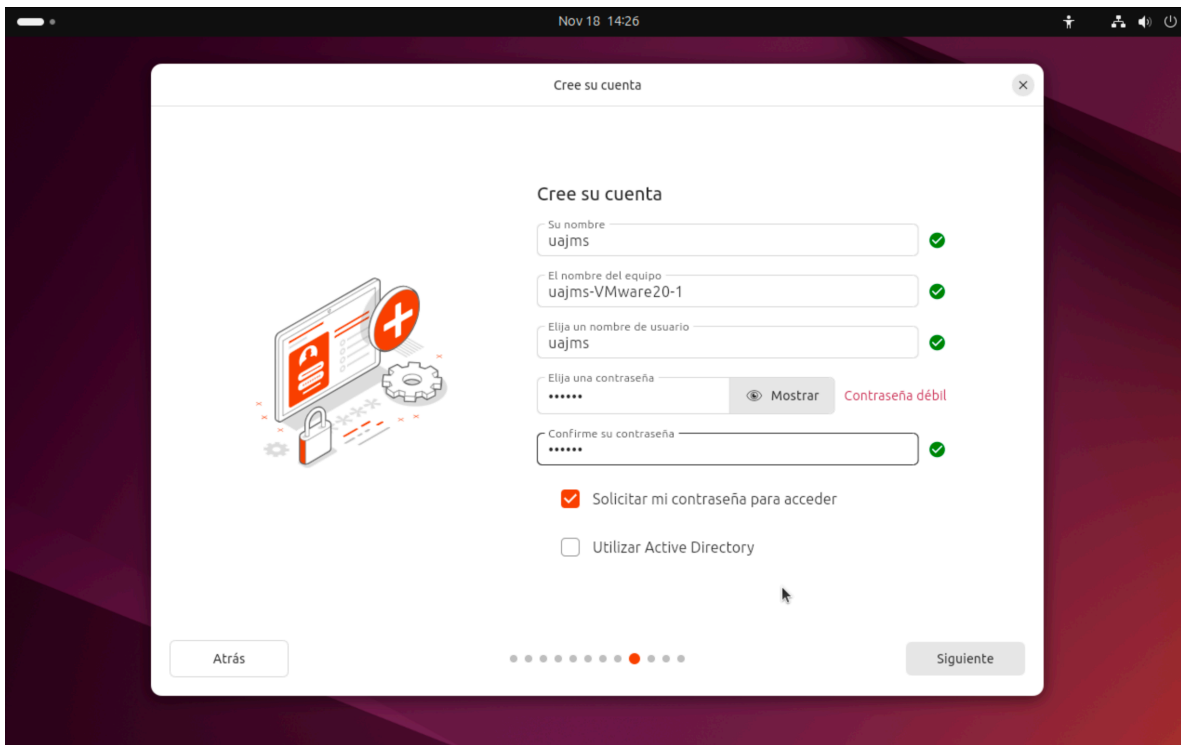 Nov 18 14:26
Cree su cuenta
Cree su cuenta
Su nombre
uajms
El nombre del equipo
uajms-VMware20-1
Elija un nombre de usuario
uajms
Elija una contraseña
•••••• Mostrar Contraseña débil
Confirme su contraseña
••••••
Solicitar mi contraseña para acceder
Utilizar Active Directory
Atrás Siguiente